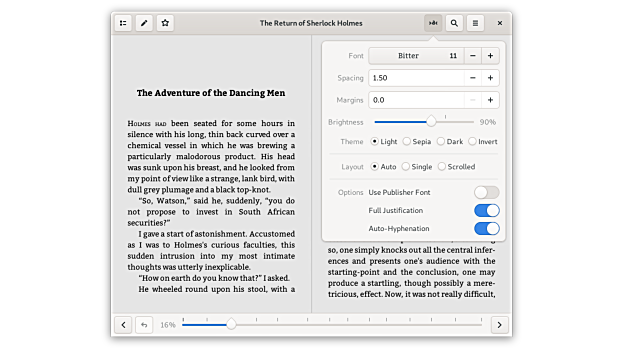 The Return of Sherlock Holmes
The Adventure of the Dancing Men
Holmes had been seated for some hours in
silence with his long, thin back curved over a
chemical vessel in which he was brewing a
particularly malodorous product. His head
was sunk upon his breast, and he looked from
my point of view like a strange, lank bird, with
dull grey plumage and a black top-knot.
“So, Watson,” said he, suddenly, “you do
not propose to invest in South African
securities?”
I gave a start of astonishment. Accustomed
as I was to Holmes's curious faculties, this
sudden intrusion into my most intimate
thoughts was utterly inexplicable.
“How on earth do you know that?” I asked.
He wheeled round upon his stool, with a
Font Bitter 11
Spacing 1.50
Margins 0.0
Brightness 90%
Theme Light Sepia Dark Invert
Layout Auto Single Scrolled
Options Use Publisher Font
Full Justification
Auto-Hyphenation
so, one simply knocks out all the central infer-
ences and presents one's audience with the
starting-point and the conclusion, one may
produce a startling, though possibly a mere-
tricious, effect. Now, it was not really difficult,
16%